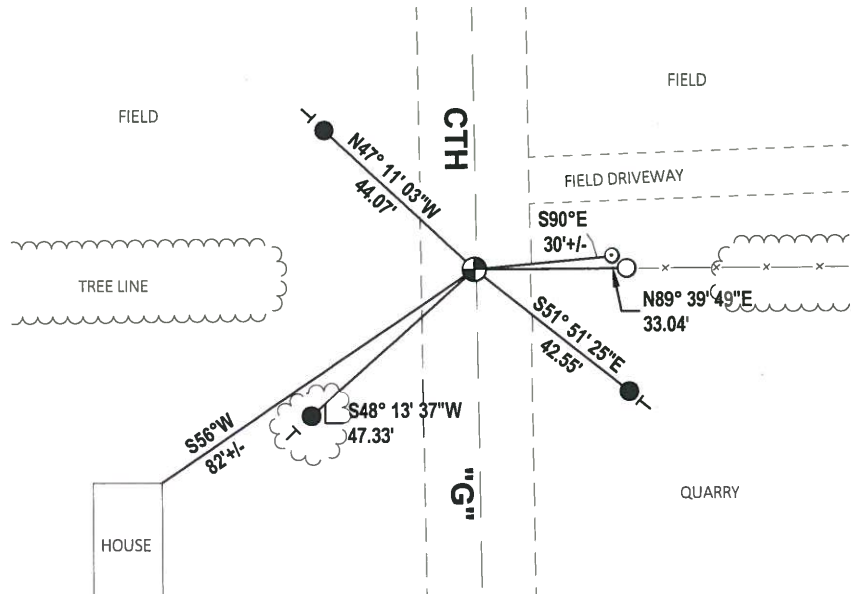 FIELD
FIELD
CTH
N47° 11' 03"W
44.07'
FIELD DRIVEWAY
S90°E
30'+/-
TREE LINE
N89° 39' 49"E
33.04'
S51° 51' 25"E
42.55'
S48° 13' 37"W
47.33'
S56°W
82'+/-
"G"
QUARRY
HOUSE